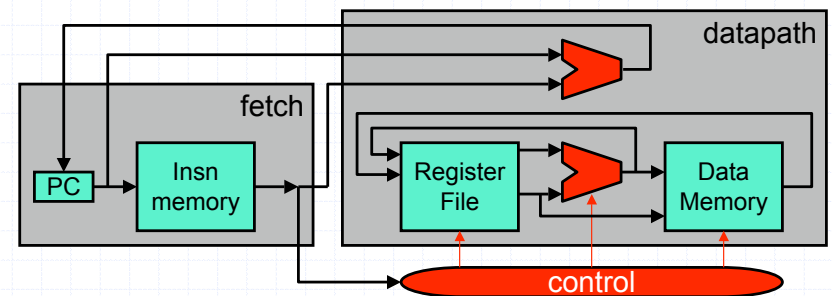 datapath
fetch
PC
Insn
memory
Register
File
Data
Memory
control